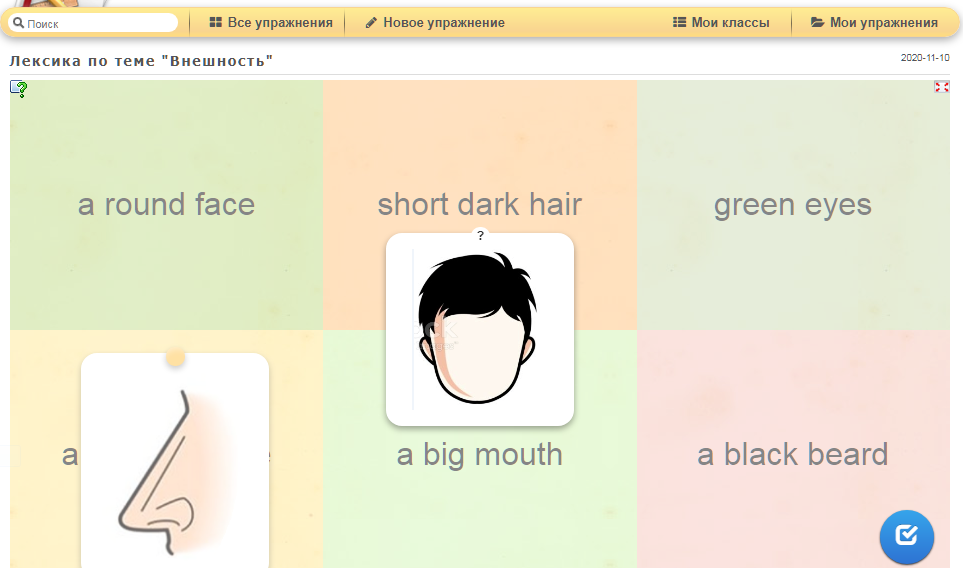 Поиск
Все упражнения
Новое упражнение
Мои классы
Мои упражнения
Лексика по теме "Внешность"
2020-11-10
?
a round face
short dark hair
green eyes
?
a
a big mouth
a black beard